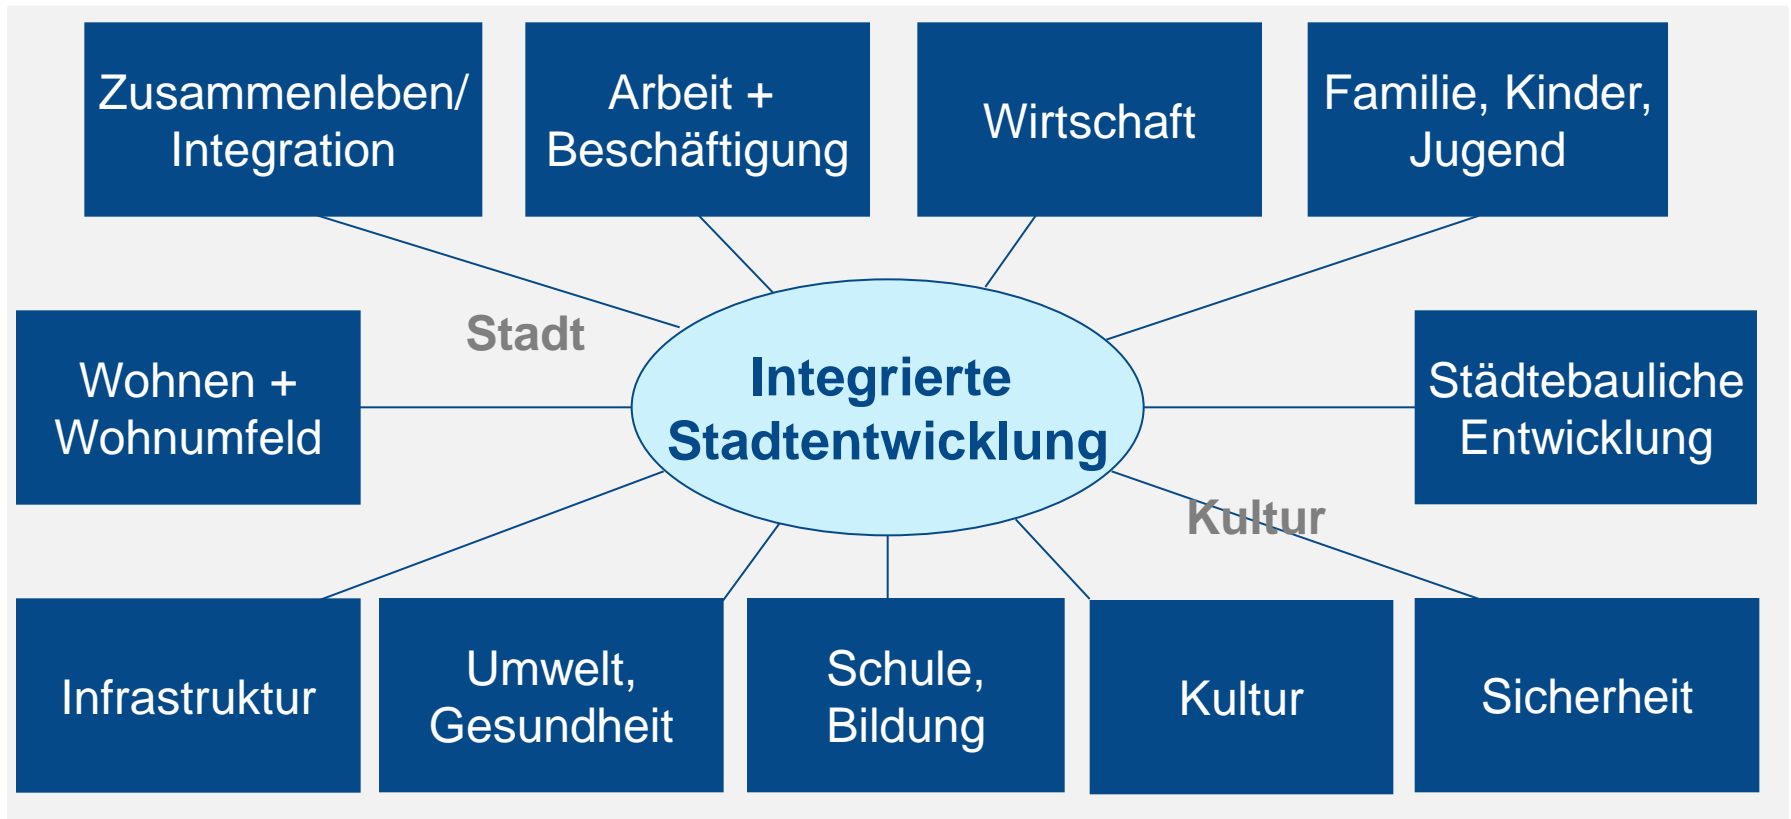 Zusammenleben/
Integration
Arbeit +
Beschäftigung
Wirtschaft
Familie, Kinder,
Jugend
Stadt
Wohnen +
Wohnumfeld
Integrierte
Stadtentwicklung
Städtebauliche
Entwicklung
Kultur
Infrastruktur
Umwelt,
Gesundheit
Schule,
Bildung
Kultur
Sicherheit